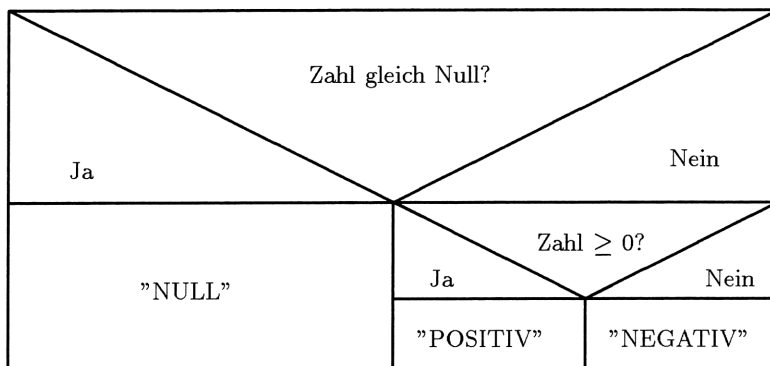 Zahl gleich Null?
Ja
Nein
Zahl ≥ 0?
Ja
Nein
"NULL"
"POSITIV"
"NEGATIV"